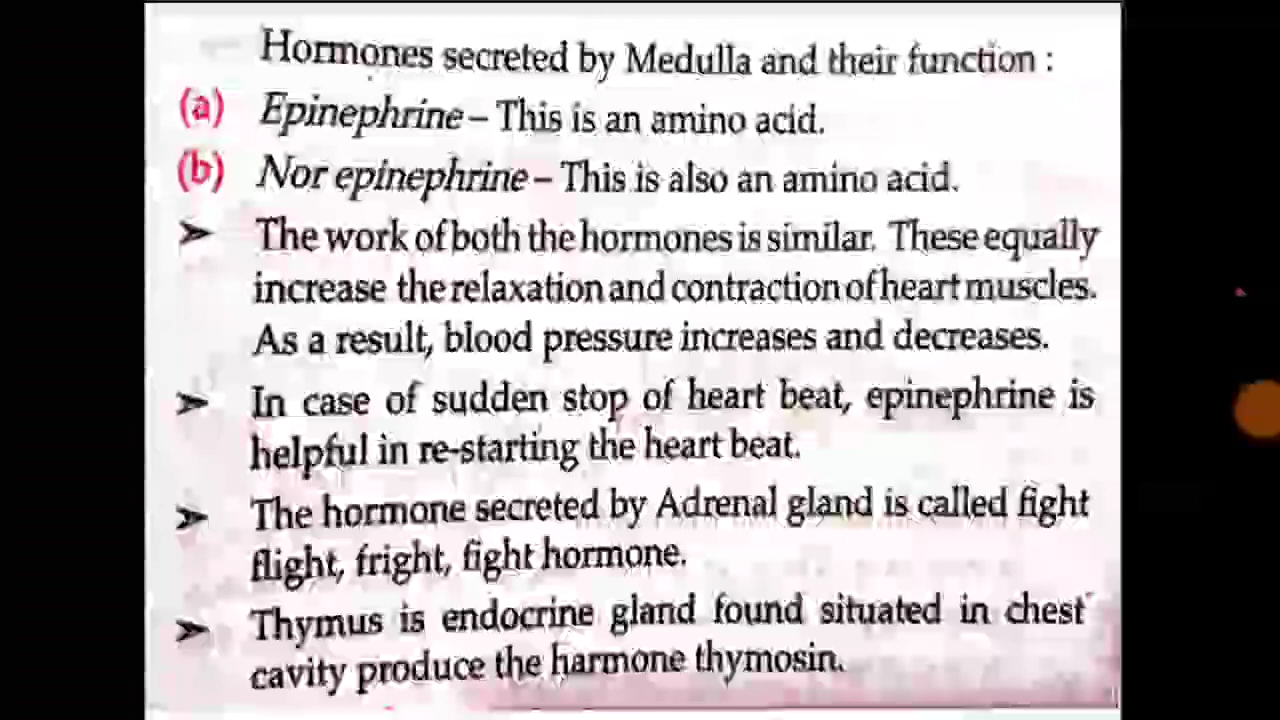 Hormones secreted by Medulla and their function :
(a) Epinephrine – This is an amino acid.
(b) Nor epinephrine – This is also an amino acid.
➢ The work of both the hormones is similar. These equally
increase the relaxation and contraction of heart muscles.
As a result, blood pressure increases and decreases.
➢ In case of sudden stop of heart beat, epinephrine is
helpful in re-starting the heart beat.
➢ The hormone secreted by Adrenal gland is called fight
flight, fright, fight hormone.
➢ Thymus is endocrine gland found situated in chest
cavity produce the harmone thymosin.